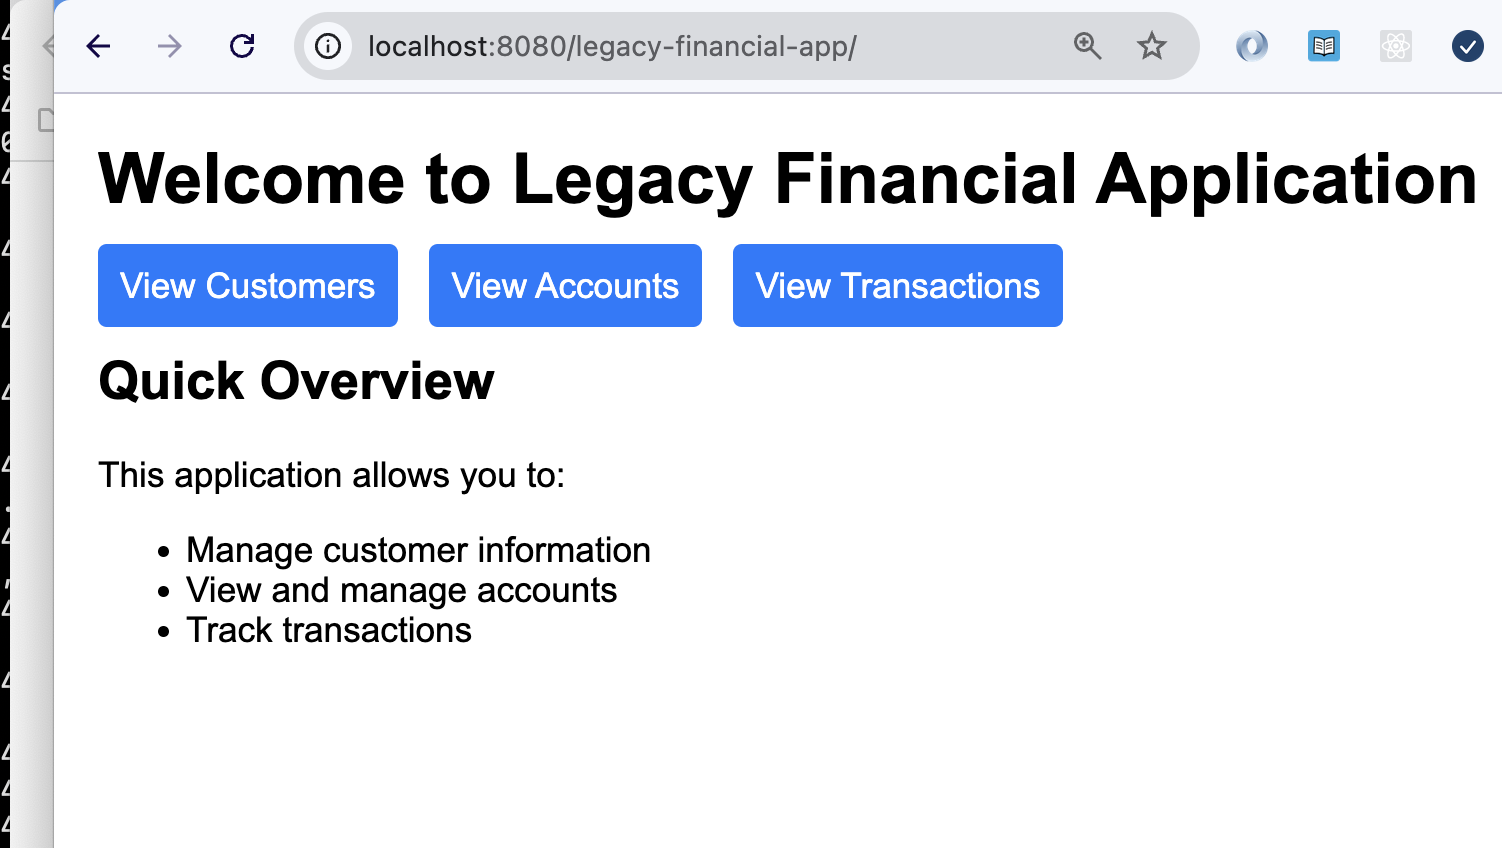 localhost:8080/legacy-financial-app/
Welcome to Legacy Financial Application
View Customers View Accounts View Transactions
Quick Overview
This application allows you to:
• Manage customer information
• View and manage accounts
• Track transactions